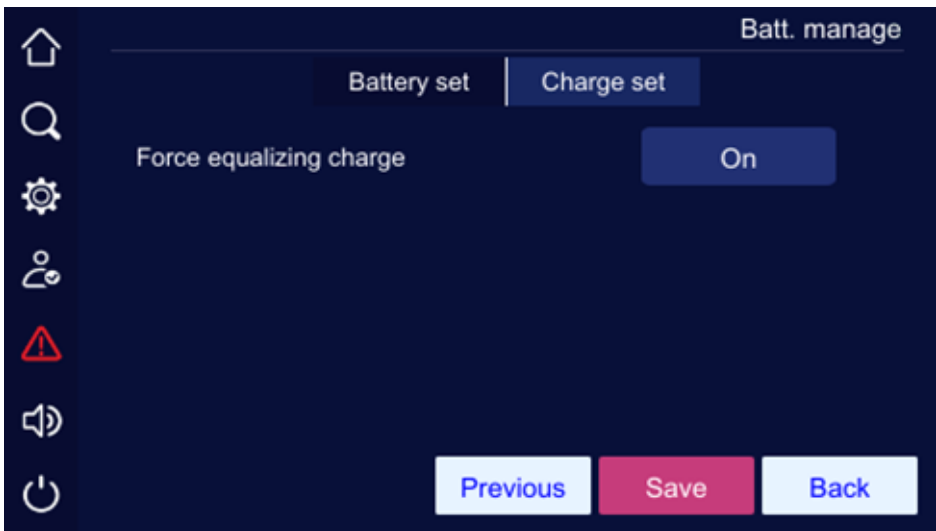 Batt. manage
Battery set Charge set
Force equalizing charge On
Previous Save Back